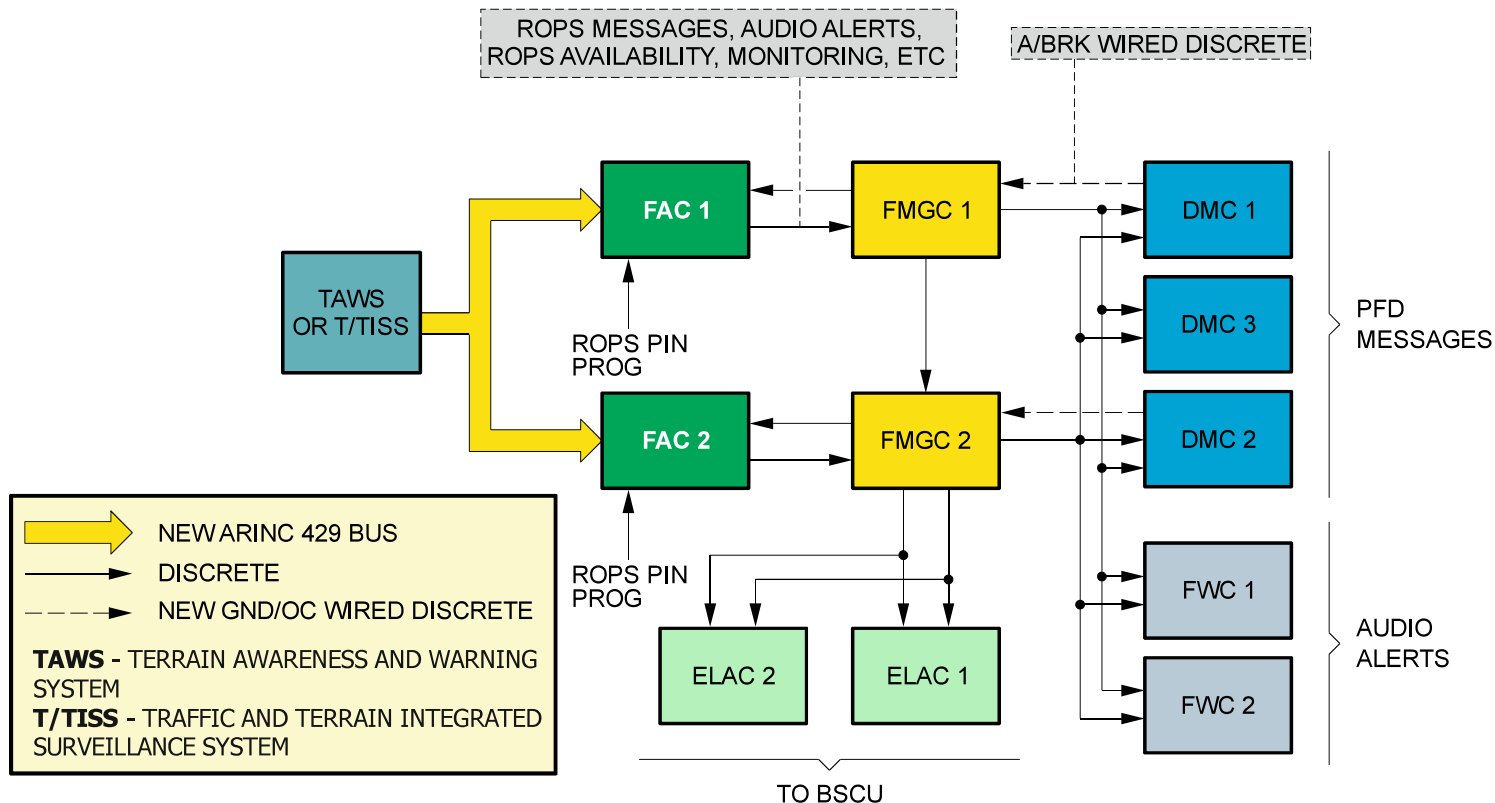 ROPS MESSAGES, AUDIO ALERTS,
ROPS AVAILABILITY, MONITORING, ETC
A/BRK WIRED DISCRETE
FAC 1
FMGC 1
DMC 1
TAWS
OR T/TISS
DMC 3
PFD
MESSAGES
ROPS PIN
PROG
FAC 2
FMGC 2
DMC 2
NEW ARINC 429 BUS
DISCRETE
NEW GND/OC WIRED DISCRETE
TAWS - TERRAIN AWARENESS AND WARNING
SYSTEM
T/TISS - TRAFFIC AND TERRAIN INTEGRATED
SURVEILLANCE SYSTEM
ROPS PIN
PROG
FWC 1
AUDIO
ALERTS
ELAC 2
ELAC 1
FWC 2
TO BSCU